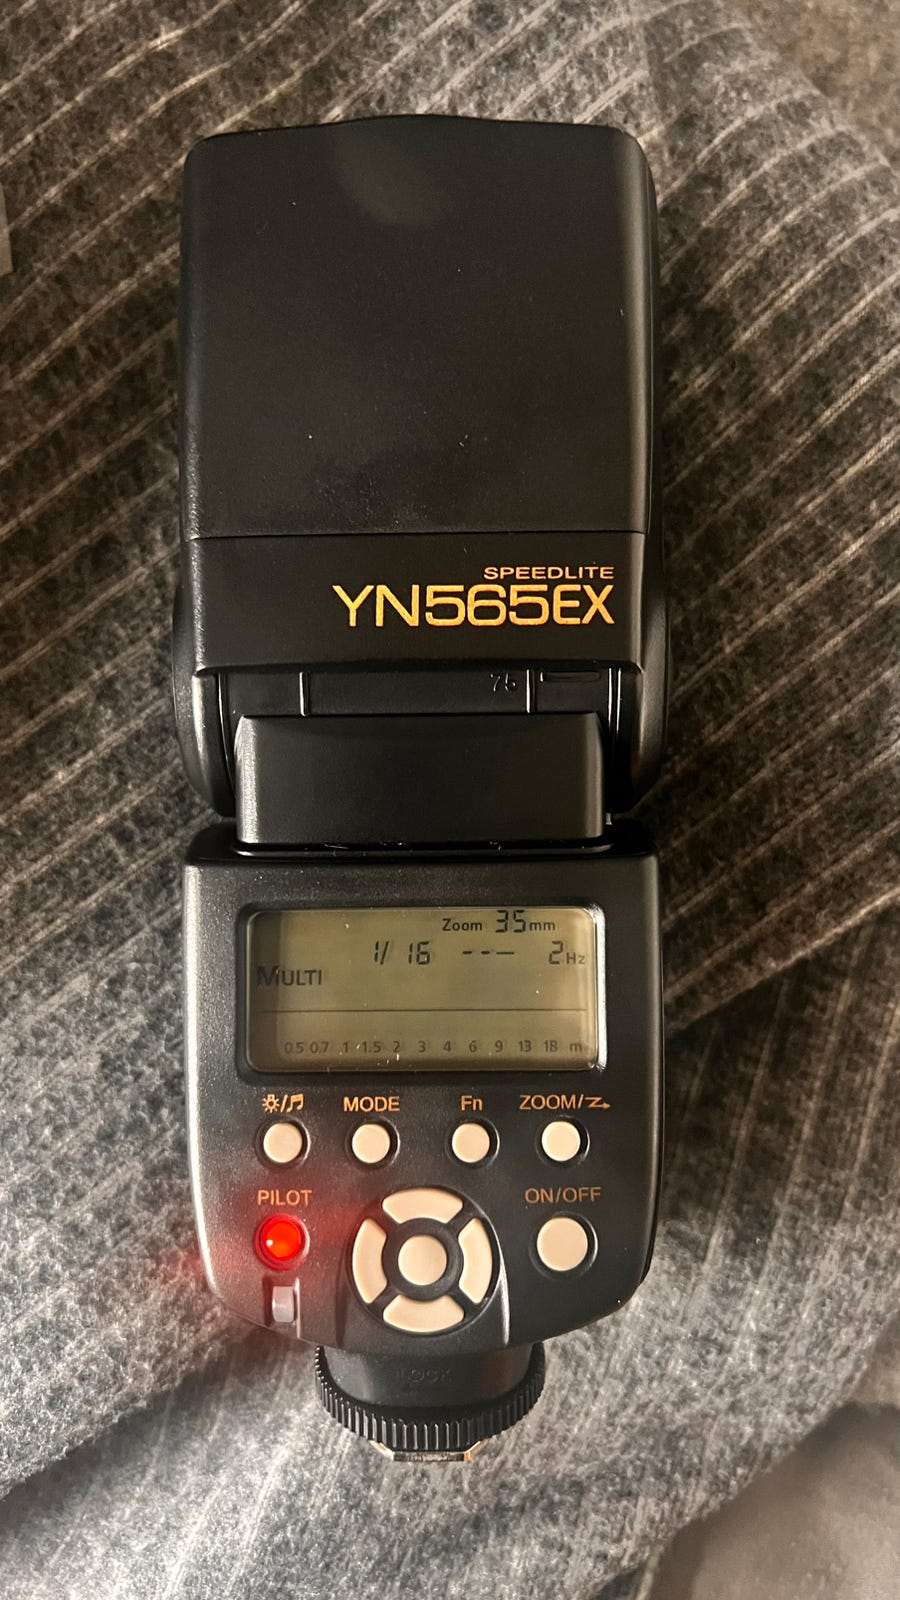 SPEEDLITE
YN565EX
75
Zoom 35mm
1/ 16 --- 2Hz
MULTI
0.5 0.7 1 1.5 2 3 4 6 9 13 18 m
MODE Fn ZOOM/
PILOT ON/OFF
LOCK